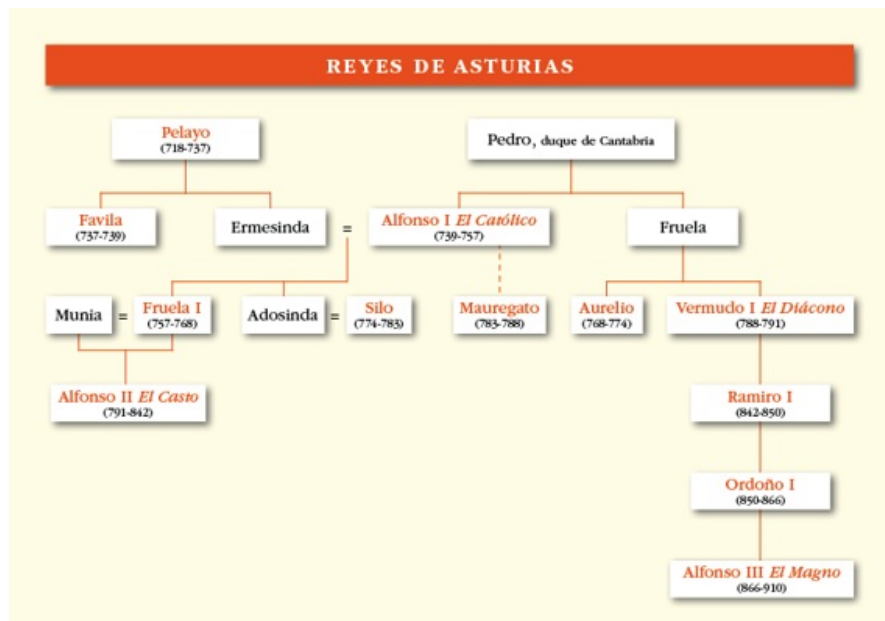 REYES DE ASTURIAS
Pelayo
(718-737)
Pedro, duque de Cantabria
Favila
(737-739)
Ermesinda
=
Alfonso I El Católico
(739-757)
Fruela
Munia
=
Fruela I
(757-768)
Adosinda
=
Silo
(774-783)
Mauregato
(783-788)
Aurelio
(768-774)
Vermudo I El Diácono
(788-791)
Alfonso II El Casto
(791-842)
Ramiro I
(842-850)
Ordoño I
(850-866)
Alfonso III El Magno
(866-910)